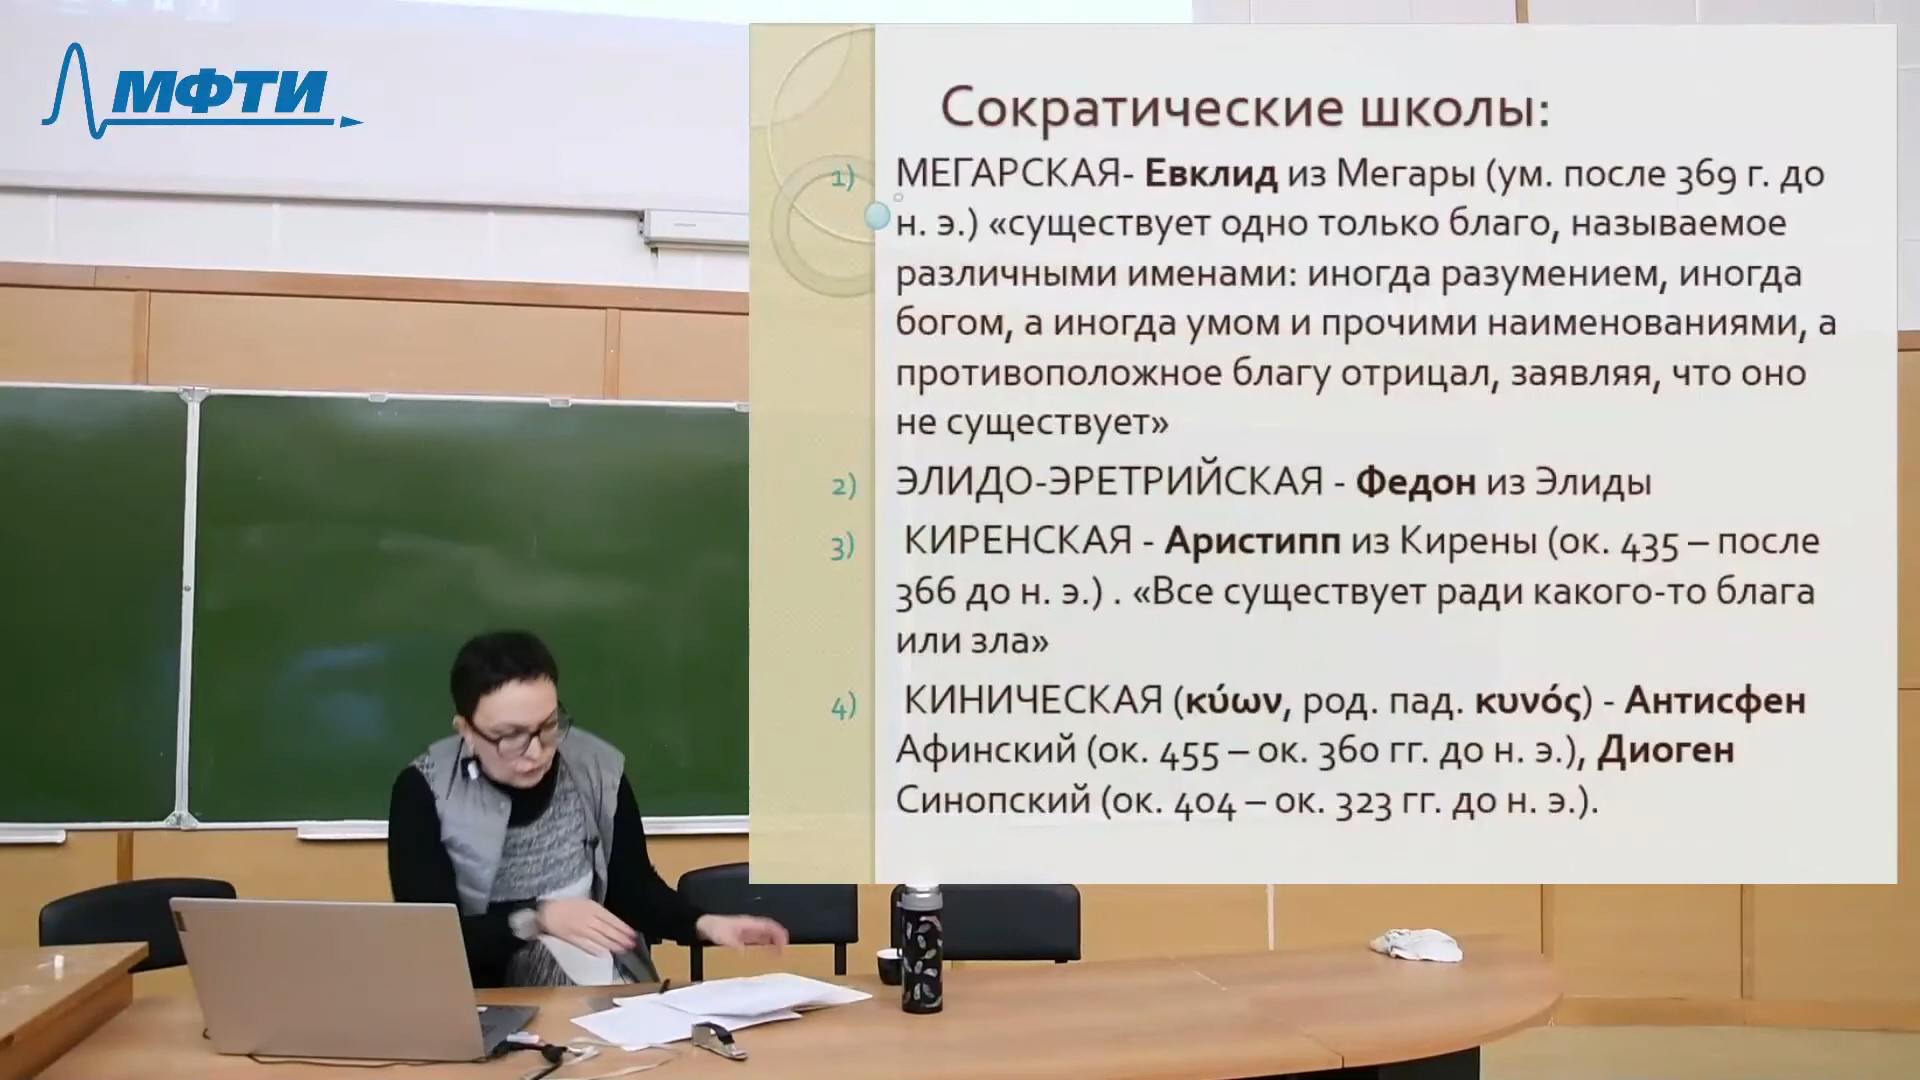 МФТИ
Сократические школы:
1) МЕГАРСКАЯ- Евклид из Мегары (ум. после 369 г. до
н. э.) «существует одно только благо, называемое
различными именами: иногда разумением, иногда
богом, а иногда умом и прочими наименованиями, а
противоположное благу отрицал, заявляя, что оно
не существует»
2) ЭЛИДО-ЭРЕТРИЙСКАЯ - Федон из Элиды
3) КИРЕНСКАЯ - Аристипп из Кирены (ок. 435 – после
366 до н. э.) . «Все существует ради какого-то блага
или зла»
4) КИНИЧЕСКАЯ (κύων, род. пад. κυνός) - Антисфен
Афинский (ок. 455 – ок. 360 гг. до н. э.), Диоген
Синопский (ок. 404 – ок. 323 гг. до н. э.).